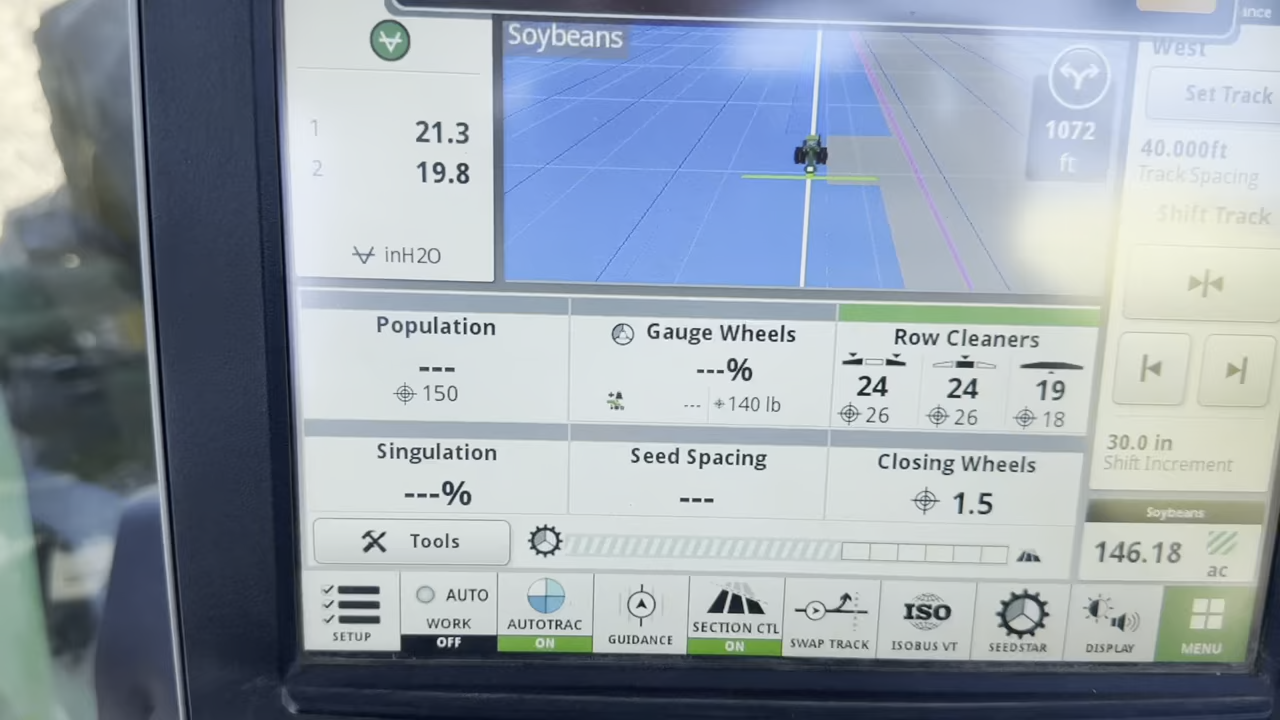 ance
Soybeans
West
Set Track
1 21.3
2 19.8
inH2O
1072
ft
40.000ft
Track Spacing
Shift Track
Population
---
150
Gauge Wheels
---%
--- +140 lb
Row Cleaners
24 24 19
26 26 18
30.0 in
Shift Increment
Singulation
---%
Seed Spacing
---
Closing Wheels
1.5
Soybeans
146.18
ac
Tools
SETUP
AUTO
WORK
OFF
AUTOTRAC
ON
GUIDANCE
SECTION CTL
ON
SWAP TRACK
ISO
ISOBUS VT
SEEDSTAR
DISPLAY
MENU